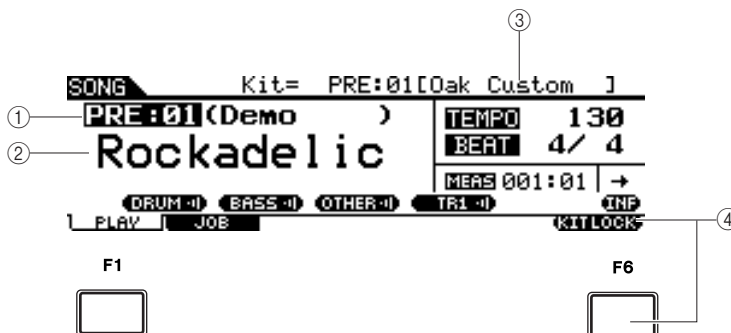 ③
SONG Kit= PRE:01[Oak Custom ]
① PRE:01(Demo ) TEMPO 130
② Rockadelic BEAT 4/ 4
MEAS 001:01 →
DRUM BASS OTHER TR1 INF
PLAY JOB KITLOCK ④
F1 F6